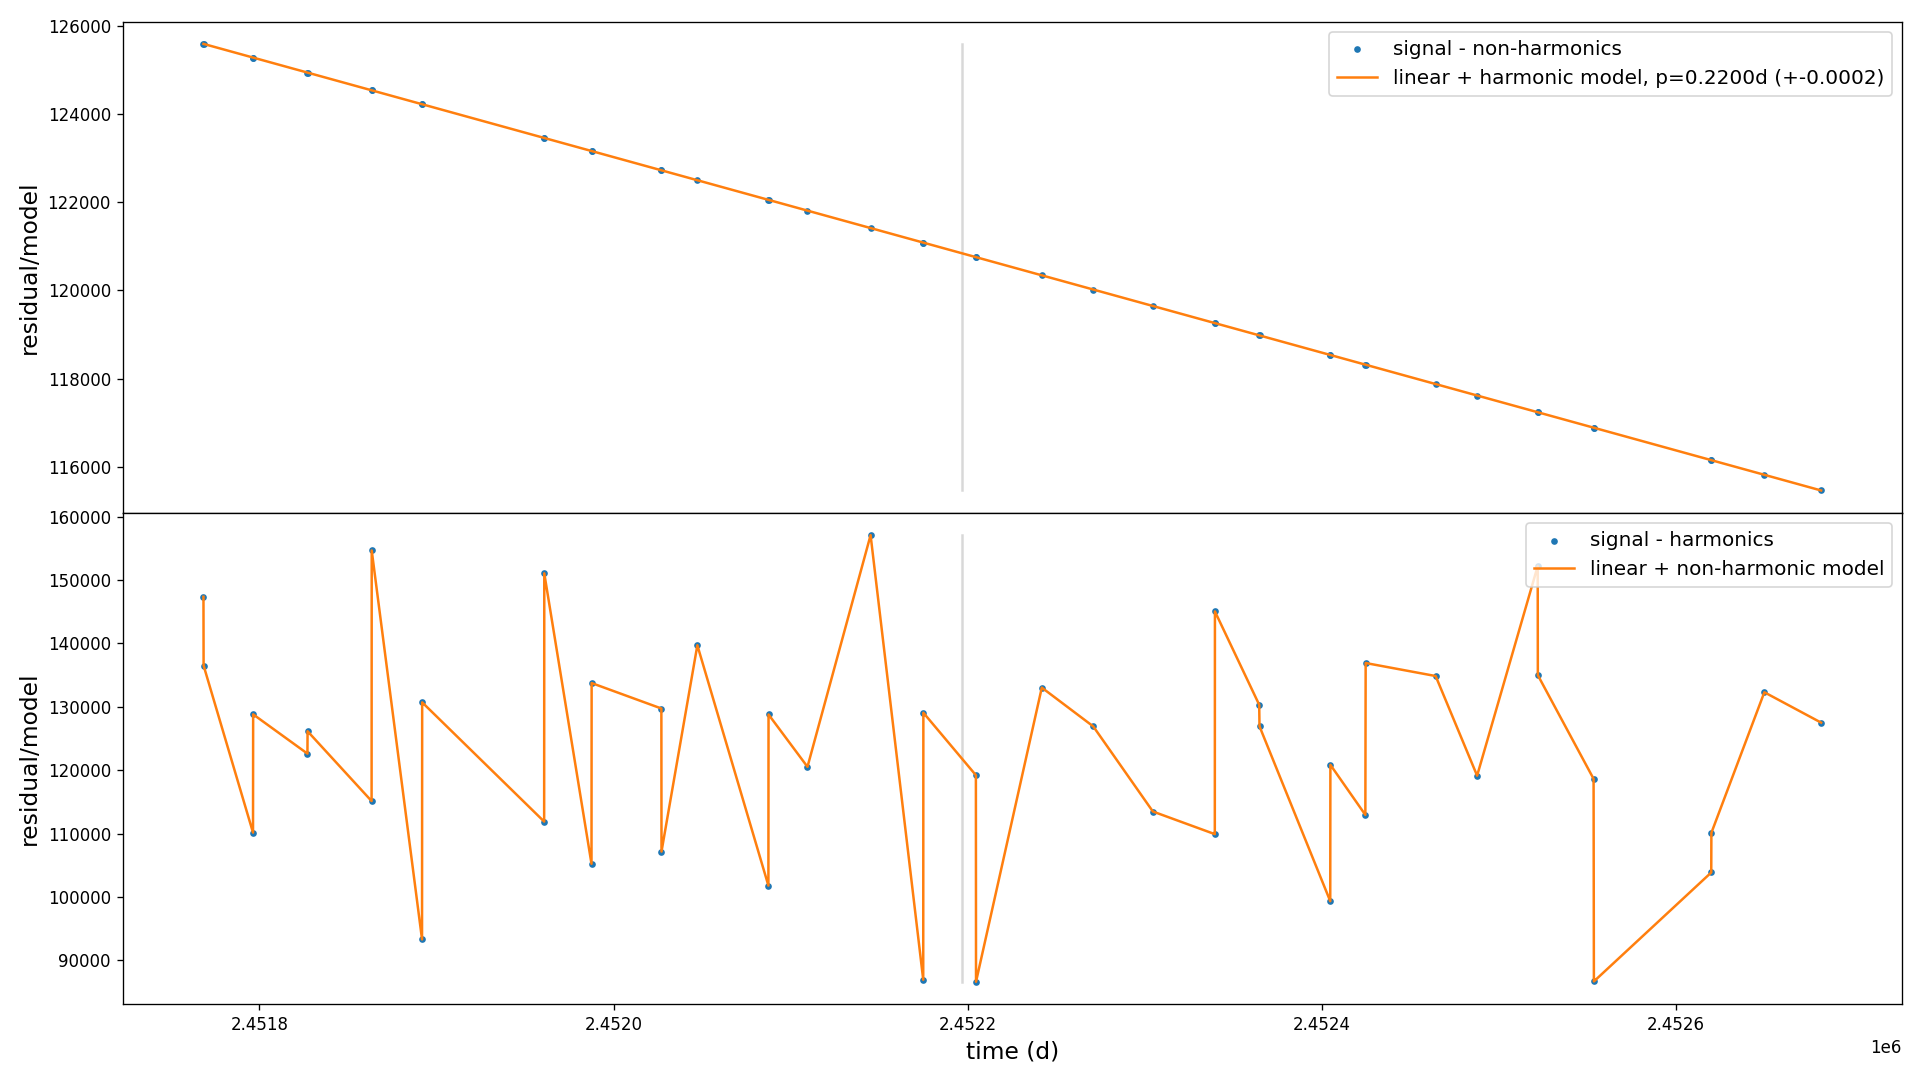 126000
124000
122000
120000
118000
116000
residual/model
signal - non-harmonics
linear + harmonic model, p=0.2200d (+-0.0002)
160000
150000
140000
130000
120000
110000
100000
90000
residual/model
signal - harmonics
linear + non-harmonic model
2.4518
2.4520
2.4522
2.4524
2.4526
time (d)
1e6